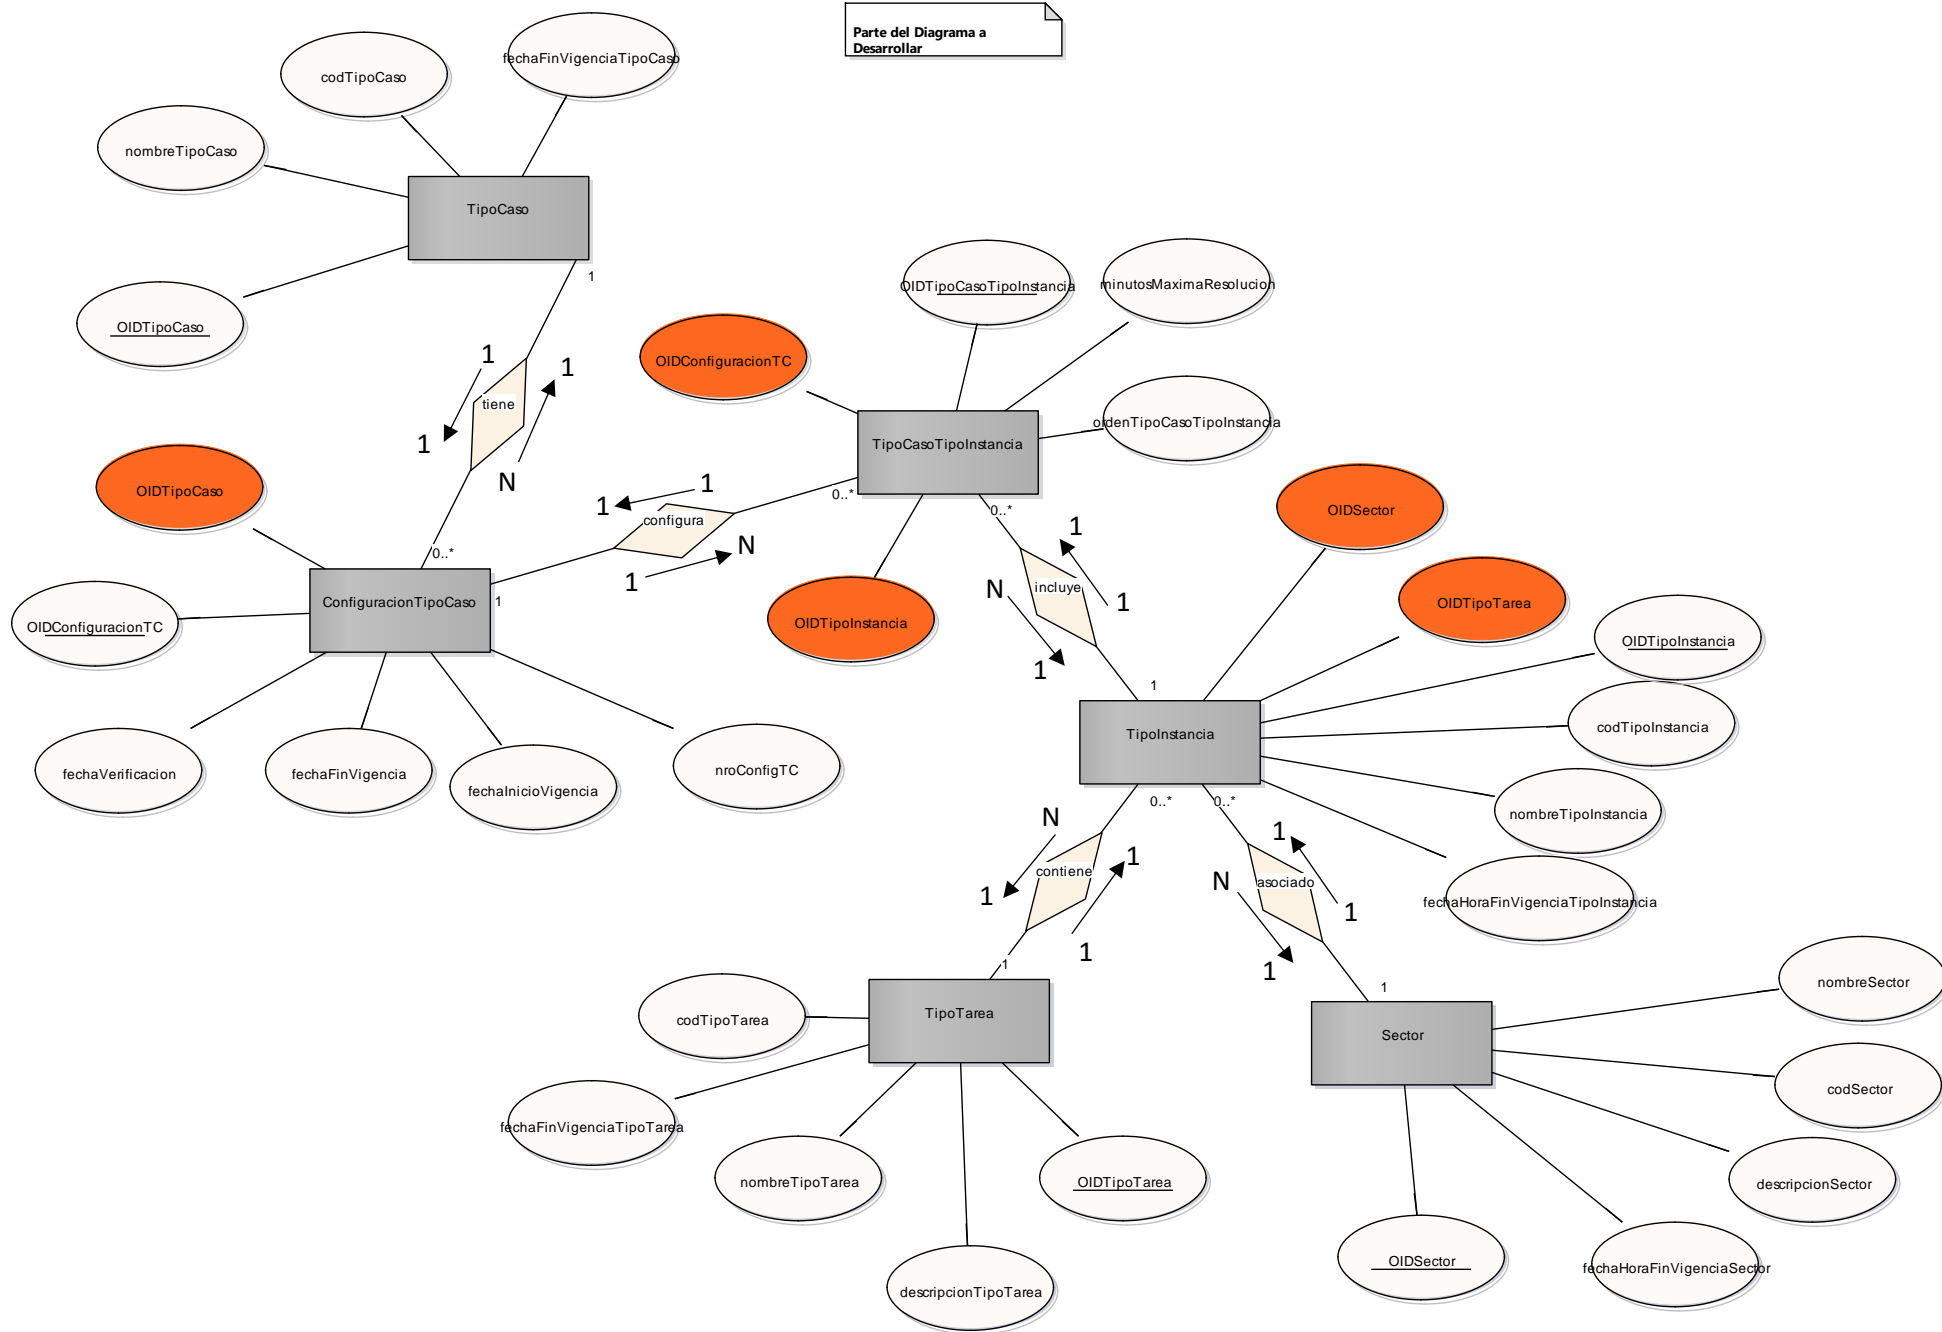 Parte del Diagrama a
Desarrollar
fechaFinVigenciaTipoCaso
codTipoCaso
nombreTipoCaso
TipoCaso
OIDTipoCaso
1
tiene
1
1
1
N
0..*
OIDTipoCasoTipoInstancia
minutosMaximaResolucion
OIDConfiguracionTC
ordenTipoCasoTipoInstancia
TipoCasoTipoInstancia
0..*
0..*
OIDTipoCaso
OIDConfiguracionTC
ConfiguracionTipoCaso
1
configura
1
1
1
N
fechaVerificacion
fechaFinVigencia
fechaInicioVigencia
nroConfigTC
OIDTipoInstancia
incluye
1
1
N
1
1
OIDSector
OIDTipoTarea
OIDTipoInstancia
codTipoInstancia
TipoInstancia
nombreTipoInstancia
fechaHoraFinVigenciaTipoInstancia
0..*
0..*
N
1
contiene
1
1
1
1
N
asociado
1
1
1
codTipoTarea
TipoTarea
fechaFinVigenciaTipoTarea
nombreTipoTarea
OIDTipoTarea
descripcionTipoTarea
nombreSector
Sector
codSector
descripcionSector
OIDSector
fechaHoraFinVigenciaSector